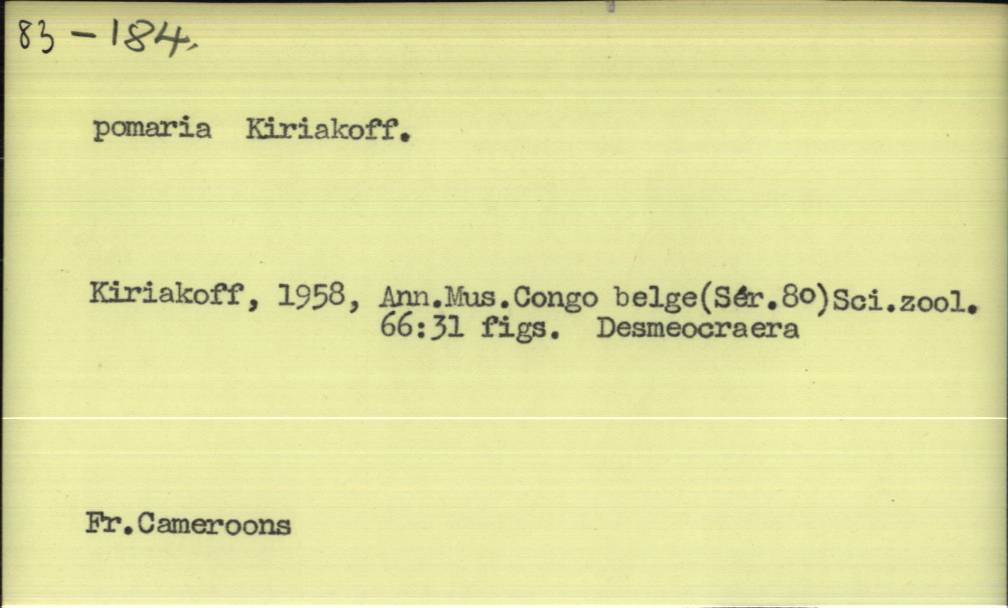 83-184.
pomaria Kiriakoff.
Kiriakoff, 1958, Ann.Mus.Congo belge(Sér.8o)Sci.zool.
66:31 figs. Desmeocraera
Fr.Cameroons